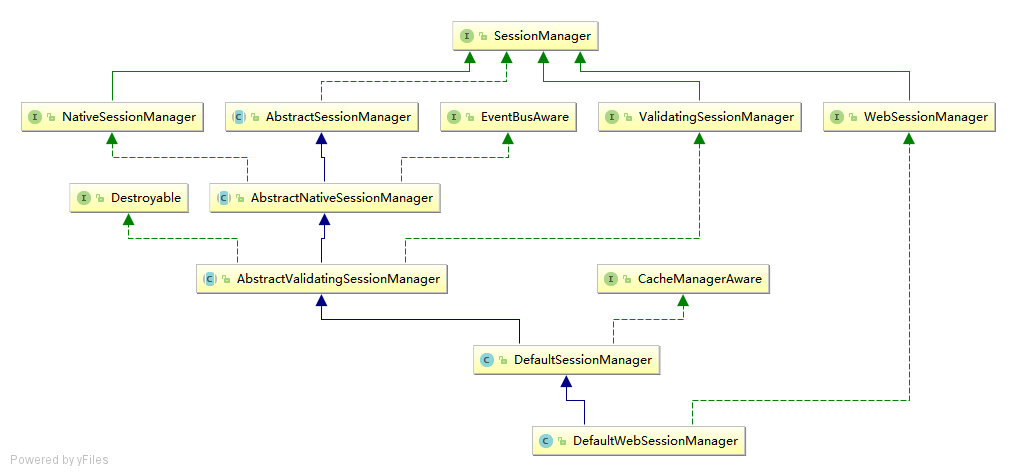 SessionManager
NativeSessionManager
AbstractSessionManager
EventBusAware
ValidatingSessionManager
WebSessionManager
Destroyable
AbstractNativeSessionManager
AbstractValidatingSessionManager
CacheManagerAware
DefaultSessionManager
DefaultWebSessionManager
Powered by yFiles